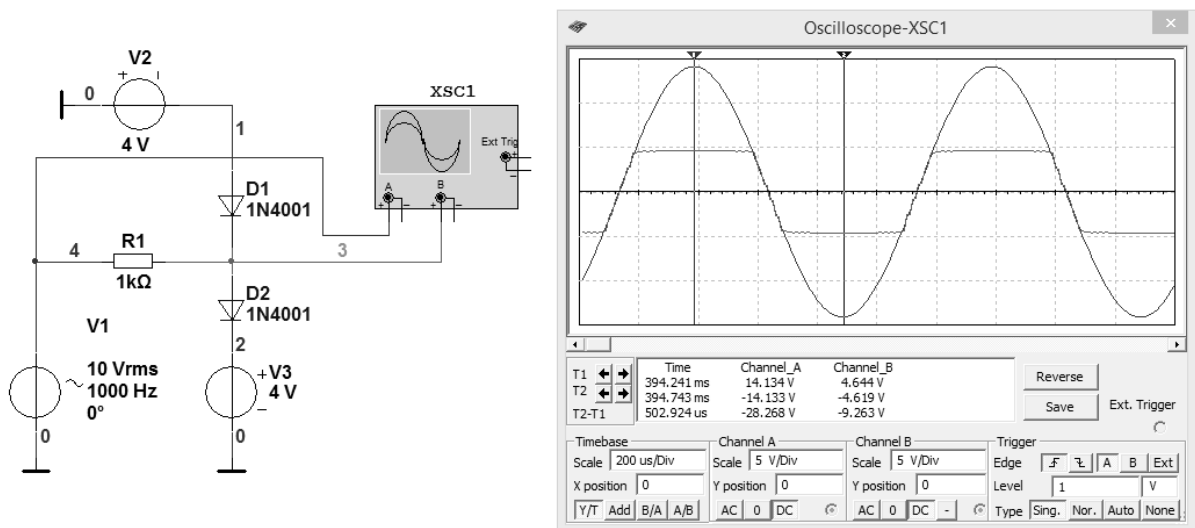 V2
+ -
0
4 V
1
XSC1
Ext Trig
+
-
A
B
+ - + -
D1
1N4001
4
R1
1kΩ
3
D2
1N4001
V1
2
10 Vrms
1000 Hz
0°
+
V3
4 V
-
0
0
Oscilloscope-XSC1
1
2
Time Channel_A Channel_B
T1 394.241 ms 14.134 V 4.644 V
T2 394.743 ms -14.133 V -4.619 V
T2-T1 502.924 us -28.268 V -9.263 V
Reverse
Save
Ext. Trigger
Timebase
Scale 200 us/Div
X position 0
Y/T Add B/A A/B
Channel A
Scale 5 V/Div
Y position 0
AC 0 DC
Channel B
Scale 5 V/Div
Y position 0
AC 0 DC -
Trigger
Edge A B Ext
Level 1 V
Type Sing. Nor. Auto None